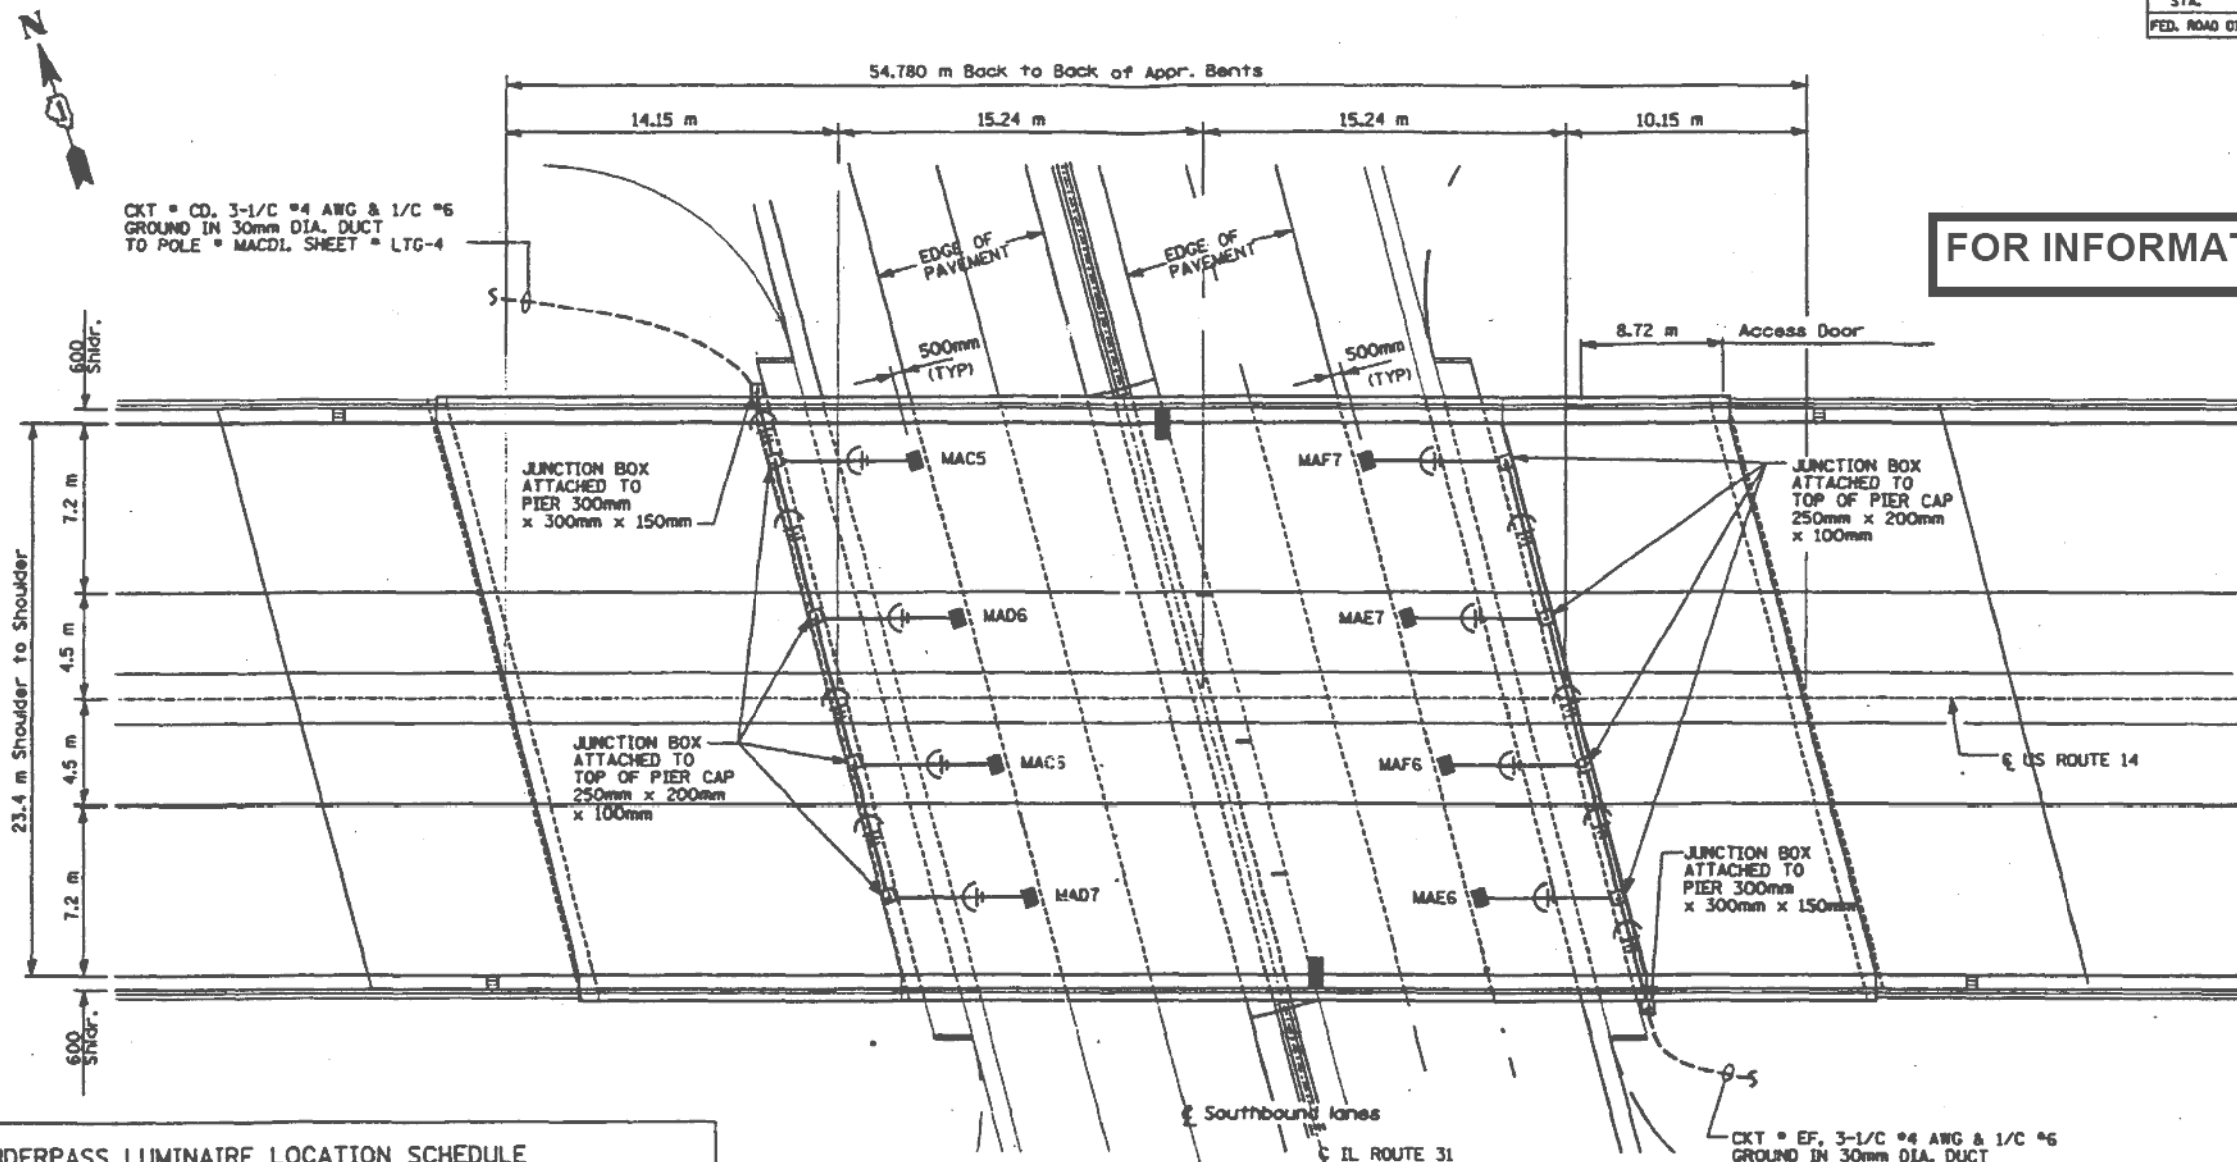 STA.
FED. ROAD DI
N
54.780 m Back to Back of Appr. Bents
14.15 m
15.24 m
15.24 m
10.15 m
CKT * CD, 3-1/C #4 AWG & 1/C #6
GROUND IN 30mm DIA. DUCT
TO POLE * MACDI, SHEET * LTG-4
FOR INFORMAT
EDGE OF
PAVEMENT
EDGE OF
PAVEMENT
600
Shldr.
500mm
(TYP)
500mm
(TYP)
8.72 m
Access Door
JUNCTION BOX
ATTACHED TO
PIER 300mm
x 300mm x 150mm
MAC5
MAF7
JUNCTION BOX
ATTACHED TO
TOP OF PIER CAP
250mm x 200mm
x 100mm
7.2 m
23.4 m Shoulder to Shoulder
4.5 m
MAD6
MAE7
4.5 m
JUNCTION BOX
ATTACHED TO
TOP OF PIER CAP
250mm x 200mm
x 100mm
MAC6
MAF6
℄ US ROUTE 14
7.2 m
MAD7
MAE6
JUNCTION BOX
ATTACHED TO
PIER 300mm
x 300mm x 150mm
600
Shldr.
℄ Southbound lanes
℄ IL ROUTE 31
CKT * EF, 3-1/C #4 AWG & 1/C #6
GROUND IN 30mm DIA. DUCT
DERPASS LUMINAIRE LOCATION SCHEDULE